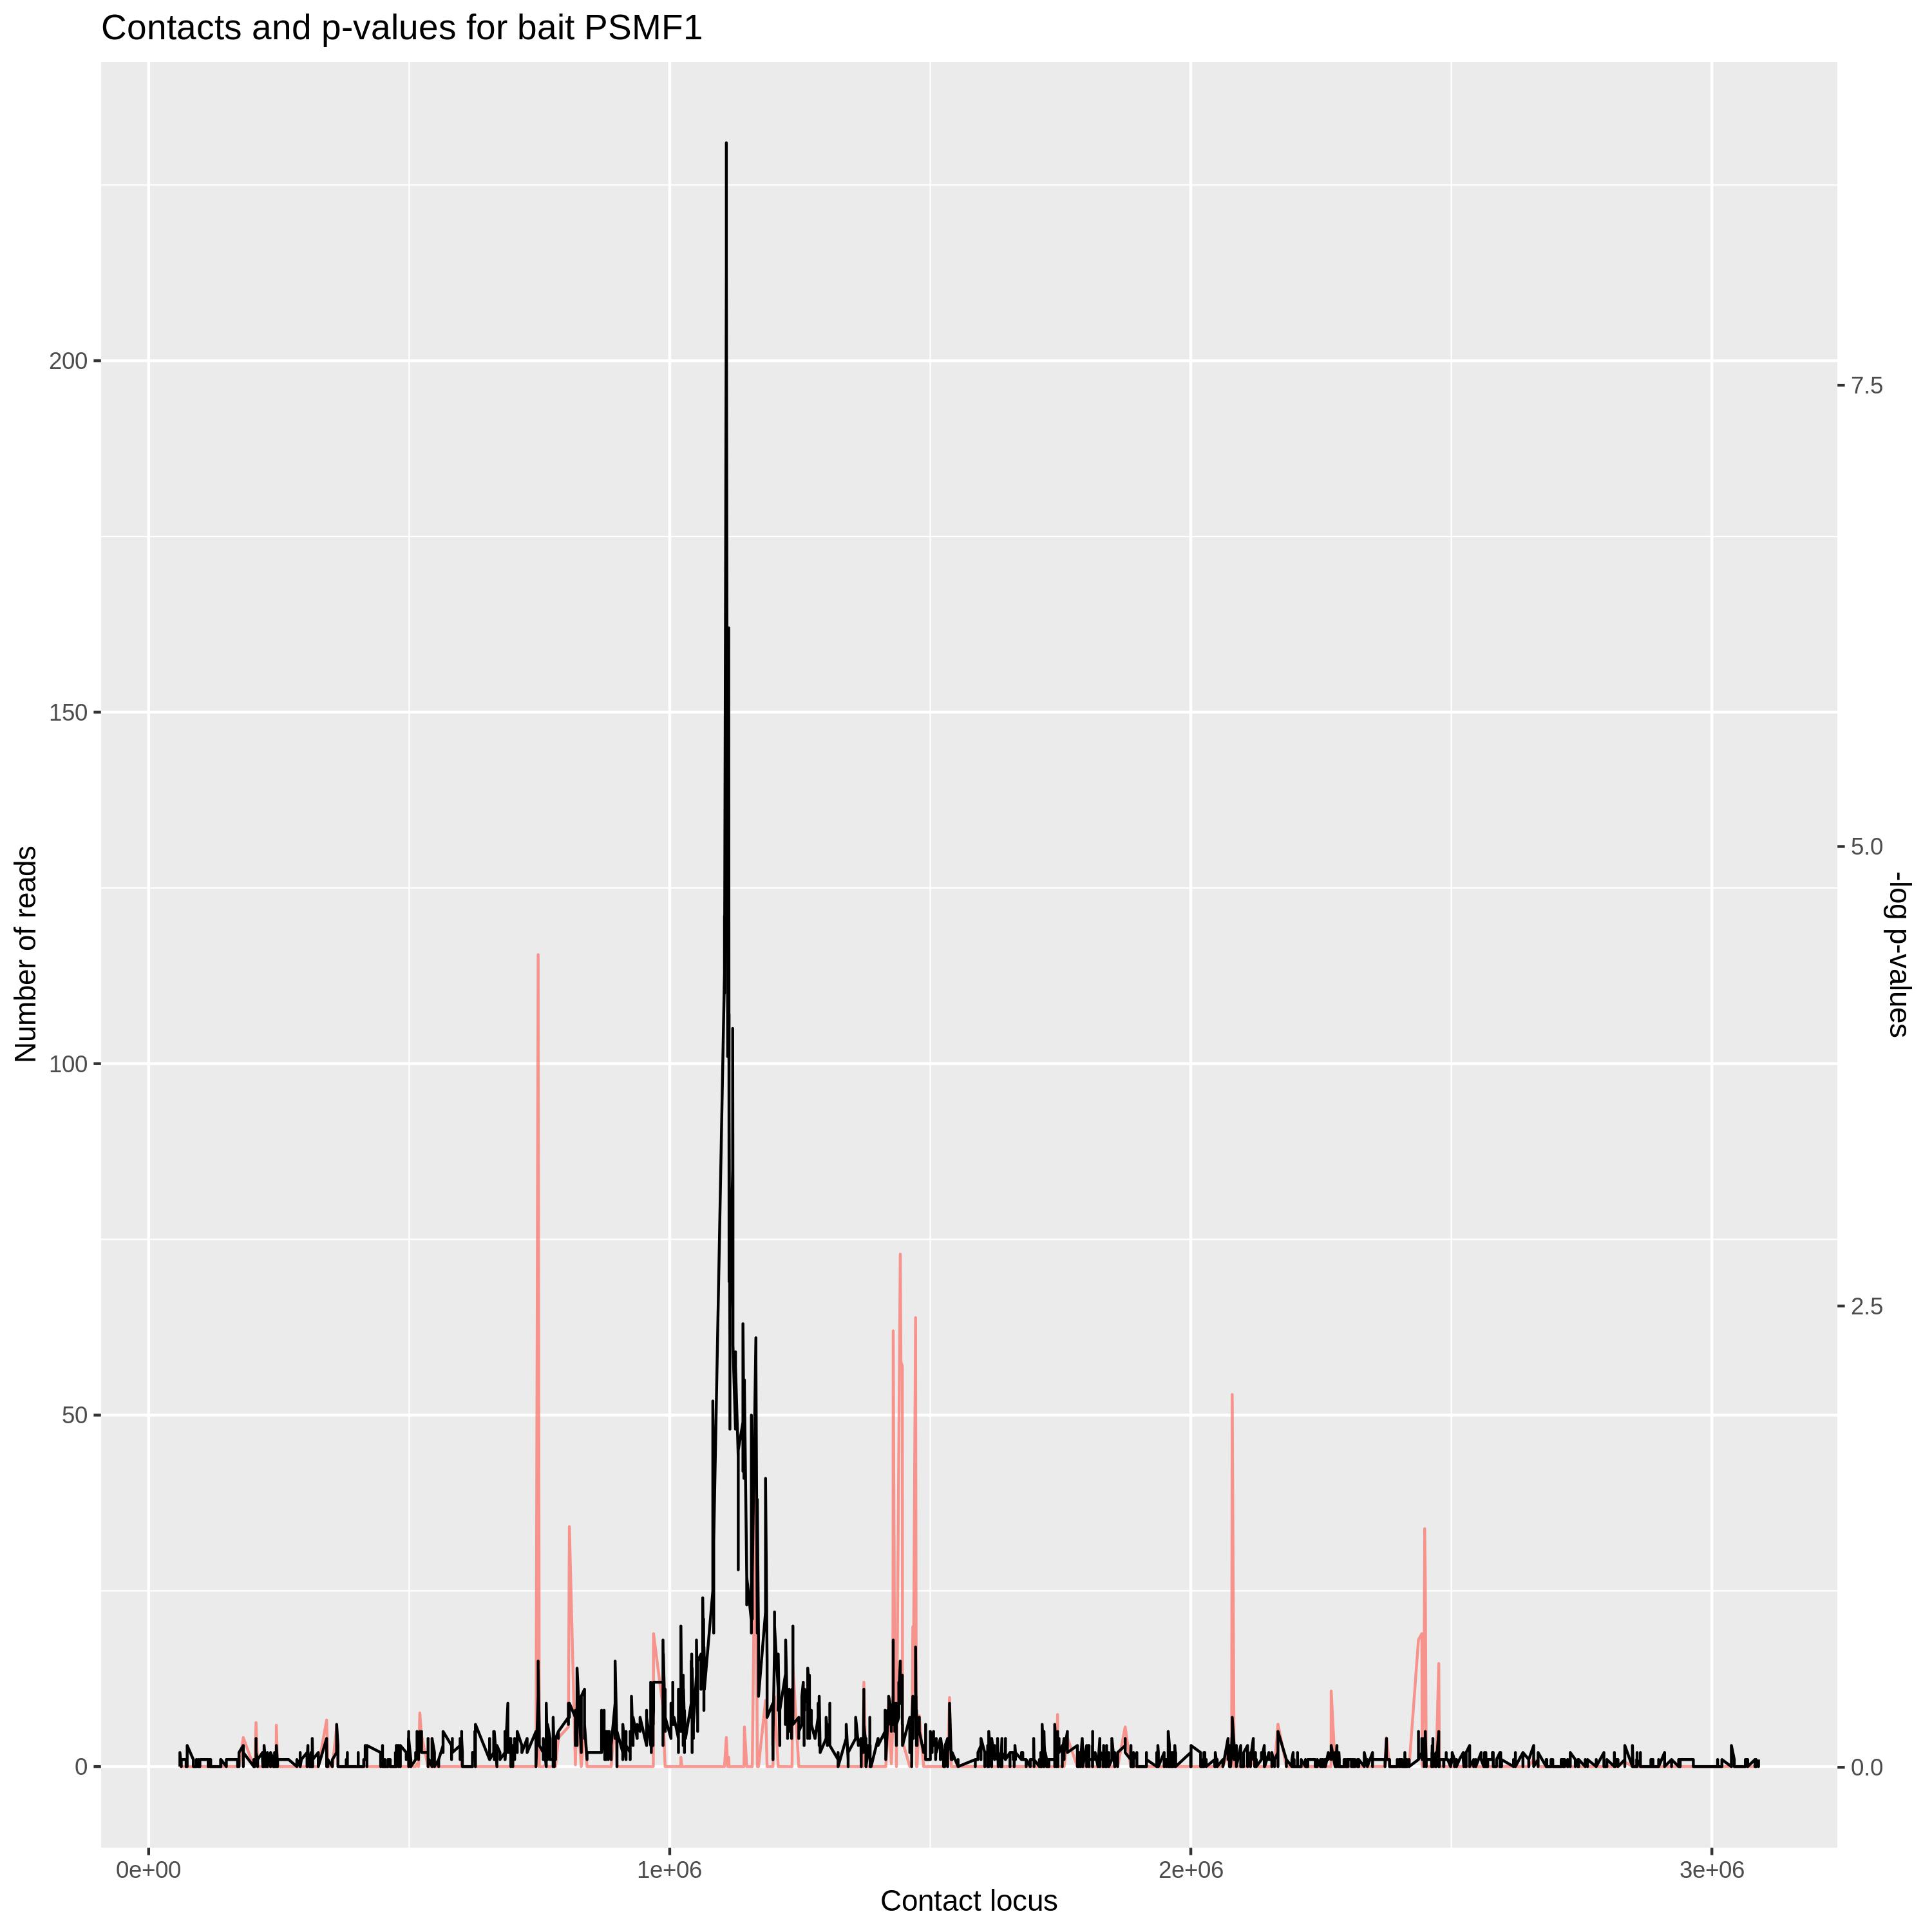 Contacts and p-values for bait PSMF1
200
150
100
50
0
Number of reads
7.5
5.0
2.5
0.0
-log p-values
0e+00
1e+06
2e+06
3e+06
Contact locus